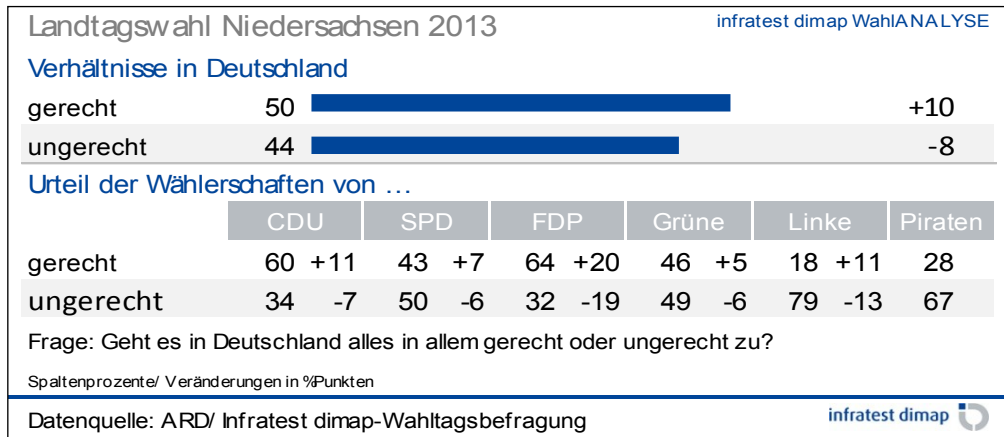 Landtagswahl Niedersachsen 2013 infratest dimap WahlANALYSE
Verhältnisse in Deutschland
gerecht 50 +10
ungerecht 44 -8
Urteil der Wählerschaften von …
CDU SPD FDP Grüne Linke Piraten
gerecht 60 +11 43 +7 64 +20 46 +5 18 +11 28
ungerecht 34 -7 50 -6 32 -19 49 -6 79 -13 67
Frage: Geht es in Deutschland alles in allem gerecht oder ungerecht zu?
Spaltenprozente/ Veränderungen in %Punkten
Datenquelle: ARD/ Infratest dimap-Wahltagsbefragung infratest dimap